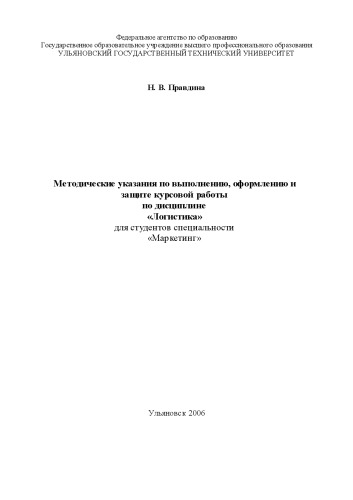 Федеральное агентство по образованию
Государственное образовательное учреждение высшего профессионального образования
УЛЬЯНОВСКИЙ ГОСУДАРСТВЕННЫЙ ТЕХНИЧЕСКИЙ УНИВЕРСИТЕТ
Н. В. Правдина
Методические указания по выполнению, оформлению и
защите курсовой работы
по дисциплине
«Логистика»
для студентов специальности
«Маркетинг»
Ульяновск 2006